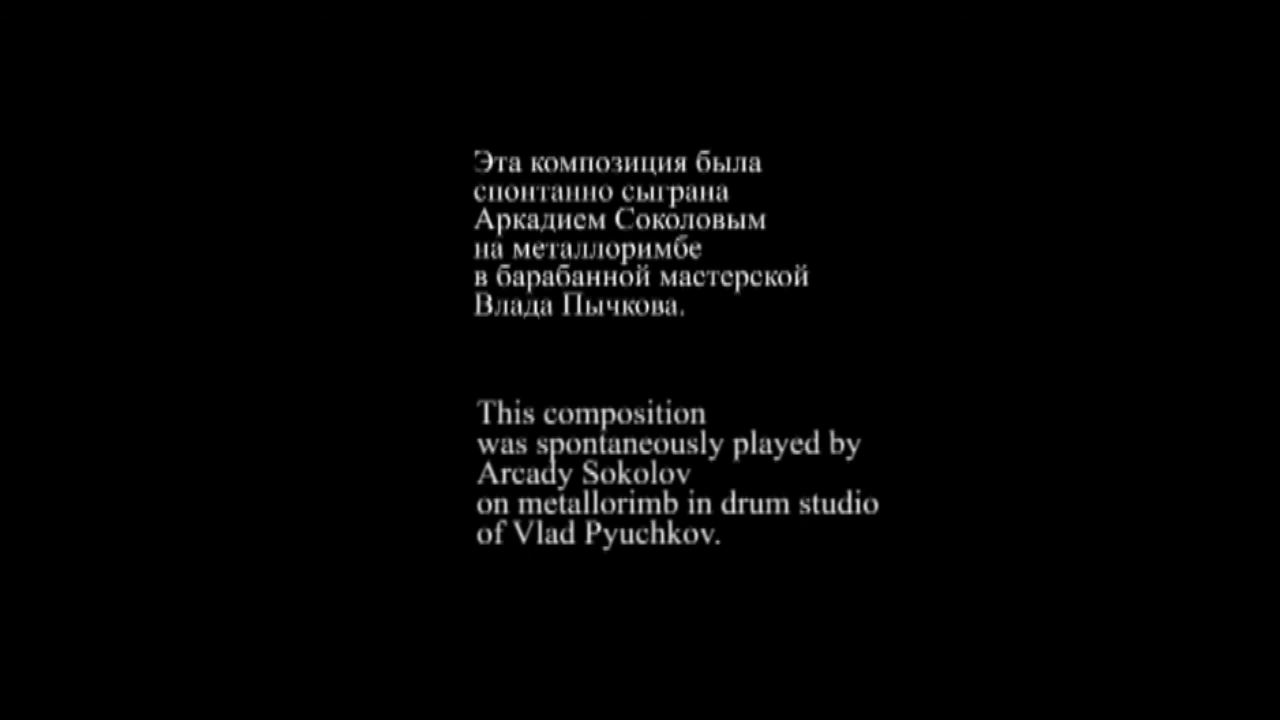 Эта композиция была
спонтанно сыграна
Аркадием Соколовым
на металлоримбе
в барабанной мастерской
Влада Пычкова.
This composition
was spontaneously played by
Arcady Sokolov
on metallorimb in drum studio
of Vlad Pyuchkov.